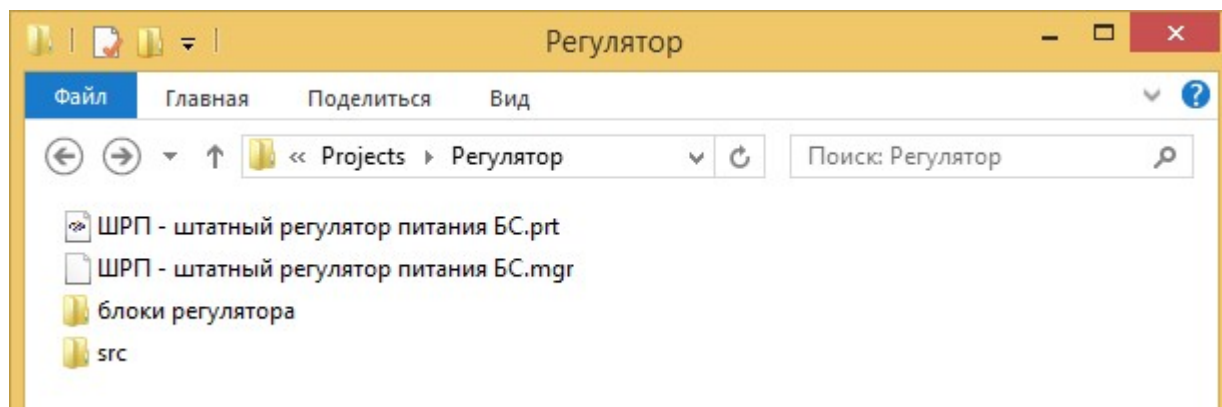 Регулятор
Файл Главная Поделиться Вид
« Projects Регулятор Поиск: Регулятор
ШРП - штатный регулятор питания БС.prt
ШРП - штатный регулятор питания БС.mgr
блоки регулятора
src